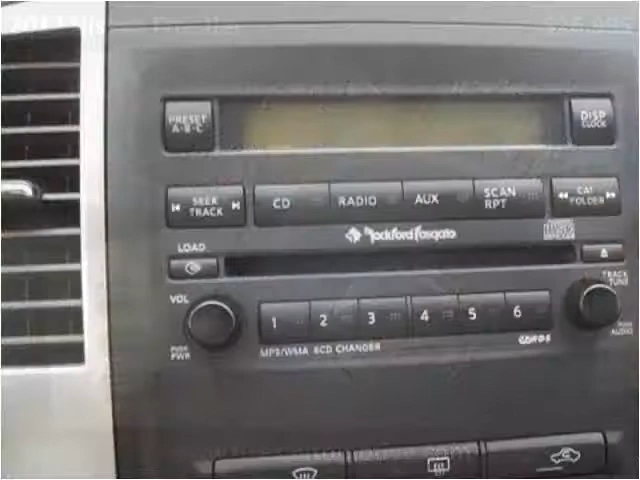 PRESET
A·B·C
DISP
CLOCK
SEEK
TRACK
CD
RADIO
AUX
SCAN
RPT
CAT
FOLDER
Rockford Fosgate
LOAD
TRACK
TUNE
VOL
1 2 3 4 5 6
PUSH
PWR
PUSH
AUDIO
MP3/WMA 6CD CHANGER